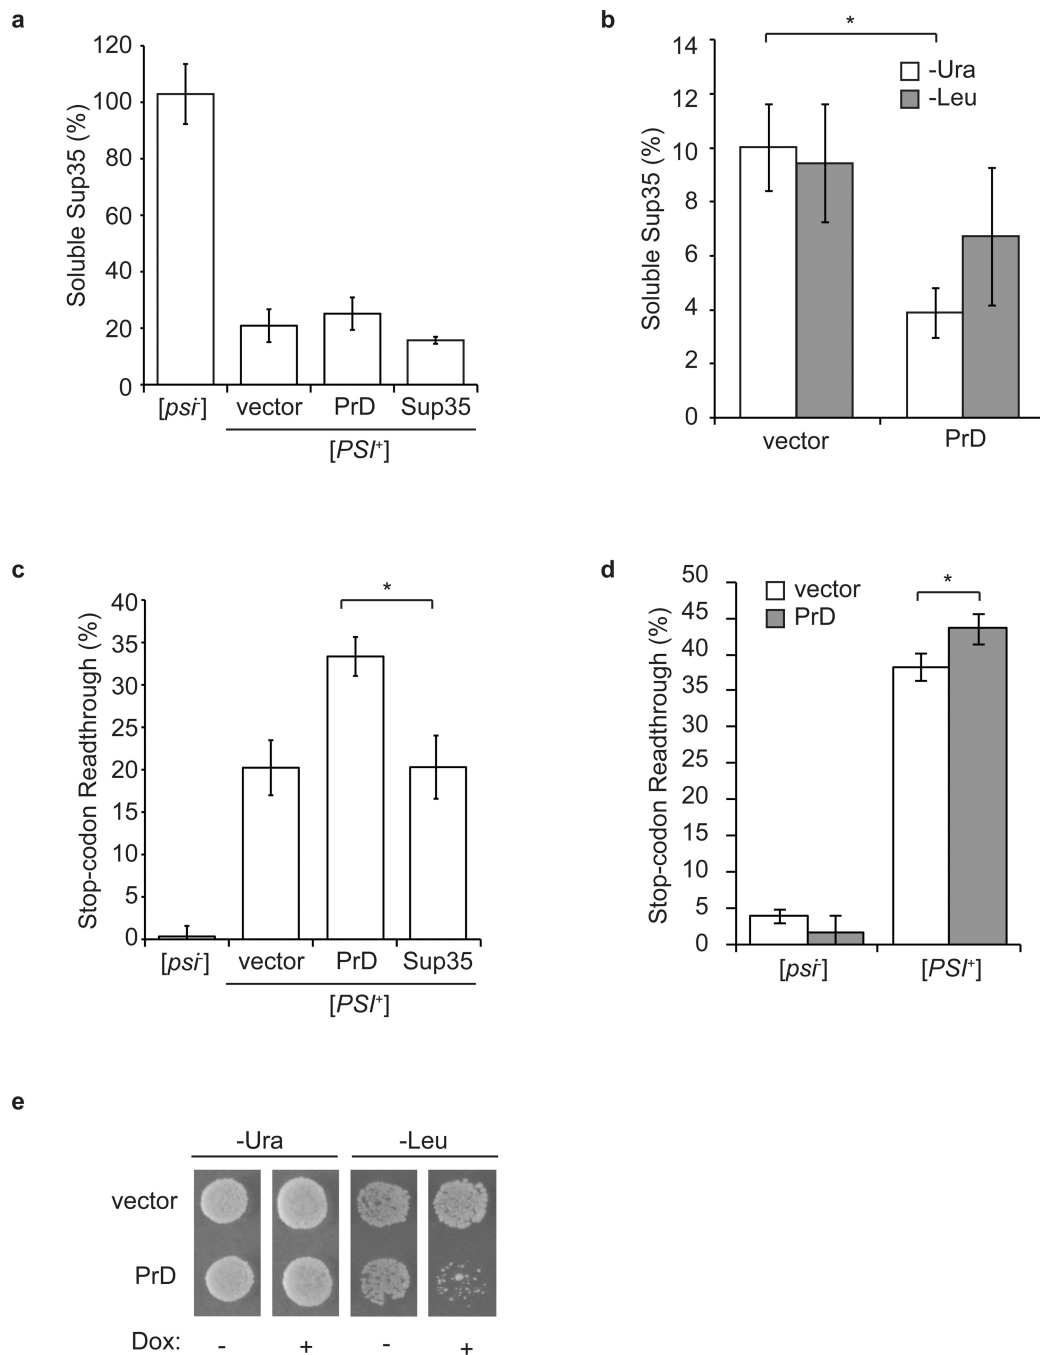 a
Soluble Sup35 (%)
120
100
80
60
40
20
0
[psi-]
vector
PrD
Sup35
[PSI+]
b
Soluble Sup35 (%)
14
12
10
8
6
4
2
0
*
-Ura
-Leu
vector
PrD
c
Stop-codon Readthrough (%)
40
35
30
25
20
15
10
5
0
*
[psi-]
vector
PrD
Sup35
[PSI+]
d
Stop-codon Readthrough (%)
50
45
40
35
30
25
20
15
10
5
0
vector
PrD
*
[psi-]
[PSI+]
e
-Ura
-Leu
vector
PrD
Dox:
-
+
-
+